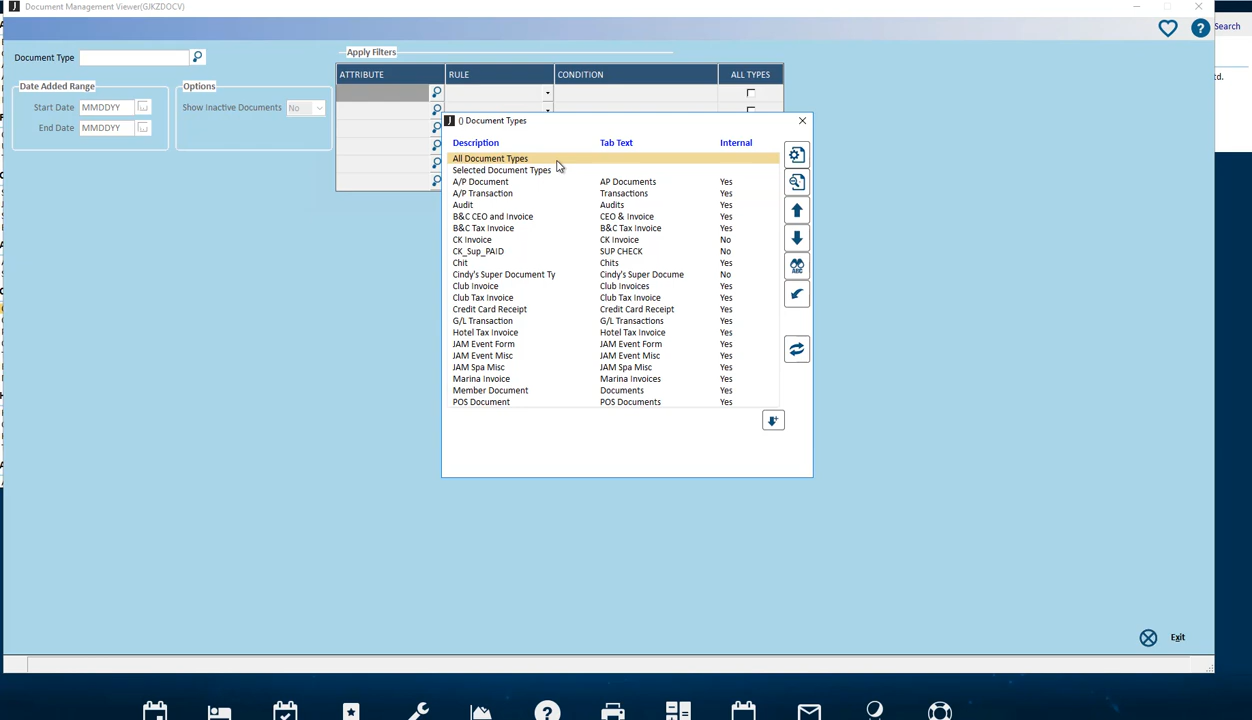 J Document Management Viewer(GJKZDOCV)
? Search
Document Type
Apply Filters
ATTRIBUTE RULE CONDITION ALL TYPES
Date Added Range
Start Date MMDDYY
End Date MMDDYY
Options
Show Inactive Documents No
td.
J () Document Types
Description Tab Text Internal
All Document Types
Selected Document Types
A/P Document AP Documents Yes
A/P Transaction Transactions Yes
Audit Audits Yes
B&C CEO and Invoice CEO & Invoice Yes
B&C Tax Invoice B&C Tax Invoice Yes
CK Invoice CK Invoice No
CK_Sup_PAID SUP CHECK No
Chit Chits Yes
Cindy's Super Document Ty Cindy's Super Docume No
Club Invoice Club Invoices Yes
Club Tax Invoice Club Tax Invoice Yes
Credit Card Receipt Credit Card Receipt Yes
G/L Transaction G/L Transactions Yes
Hotel Tax Invoice Hotel Tax Invoice Yes
JAM Event Form JAM Event Form Yes
JAM Event Misc JAM Event Misc Yes
JAM Spa Misc JAM Spa Misc Yes
Marina Invoice Marina Invoices Yes
Member Document Documents Yes
POS Document POS Documents Yes
ABC
Exit
?